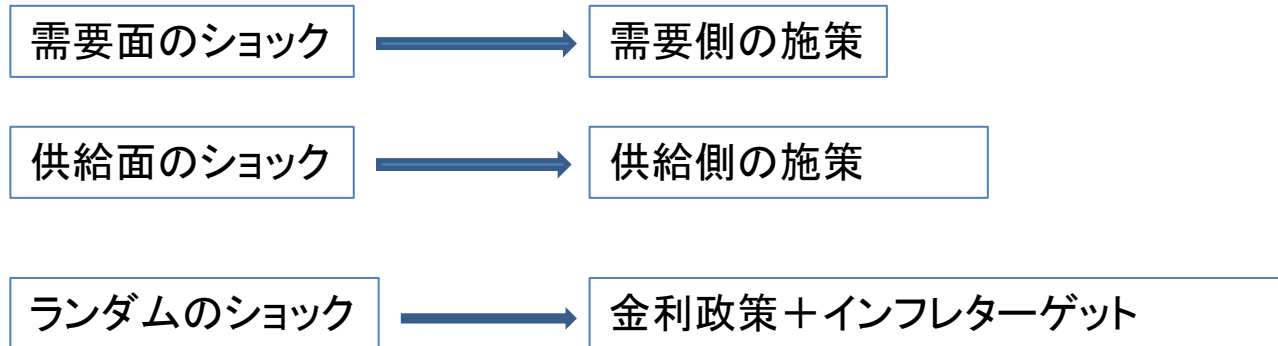 需要面のショック 需要側の施策
供給面のショック 供給側の施策
ランダムのショック 金利政策＋インフレターゲット